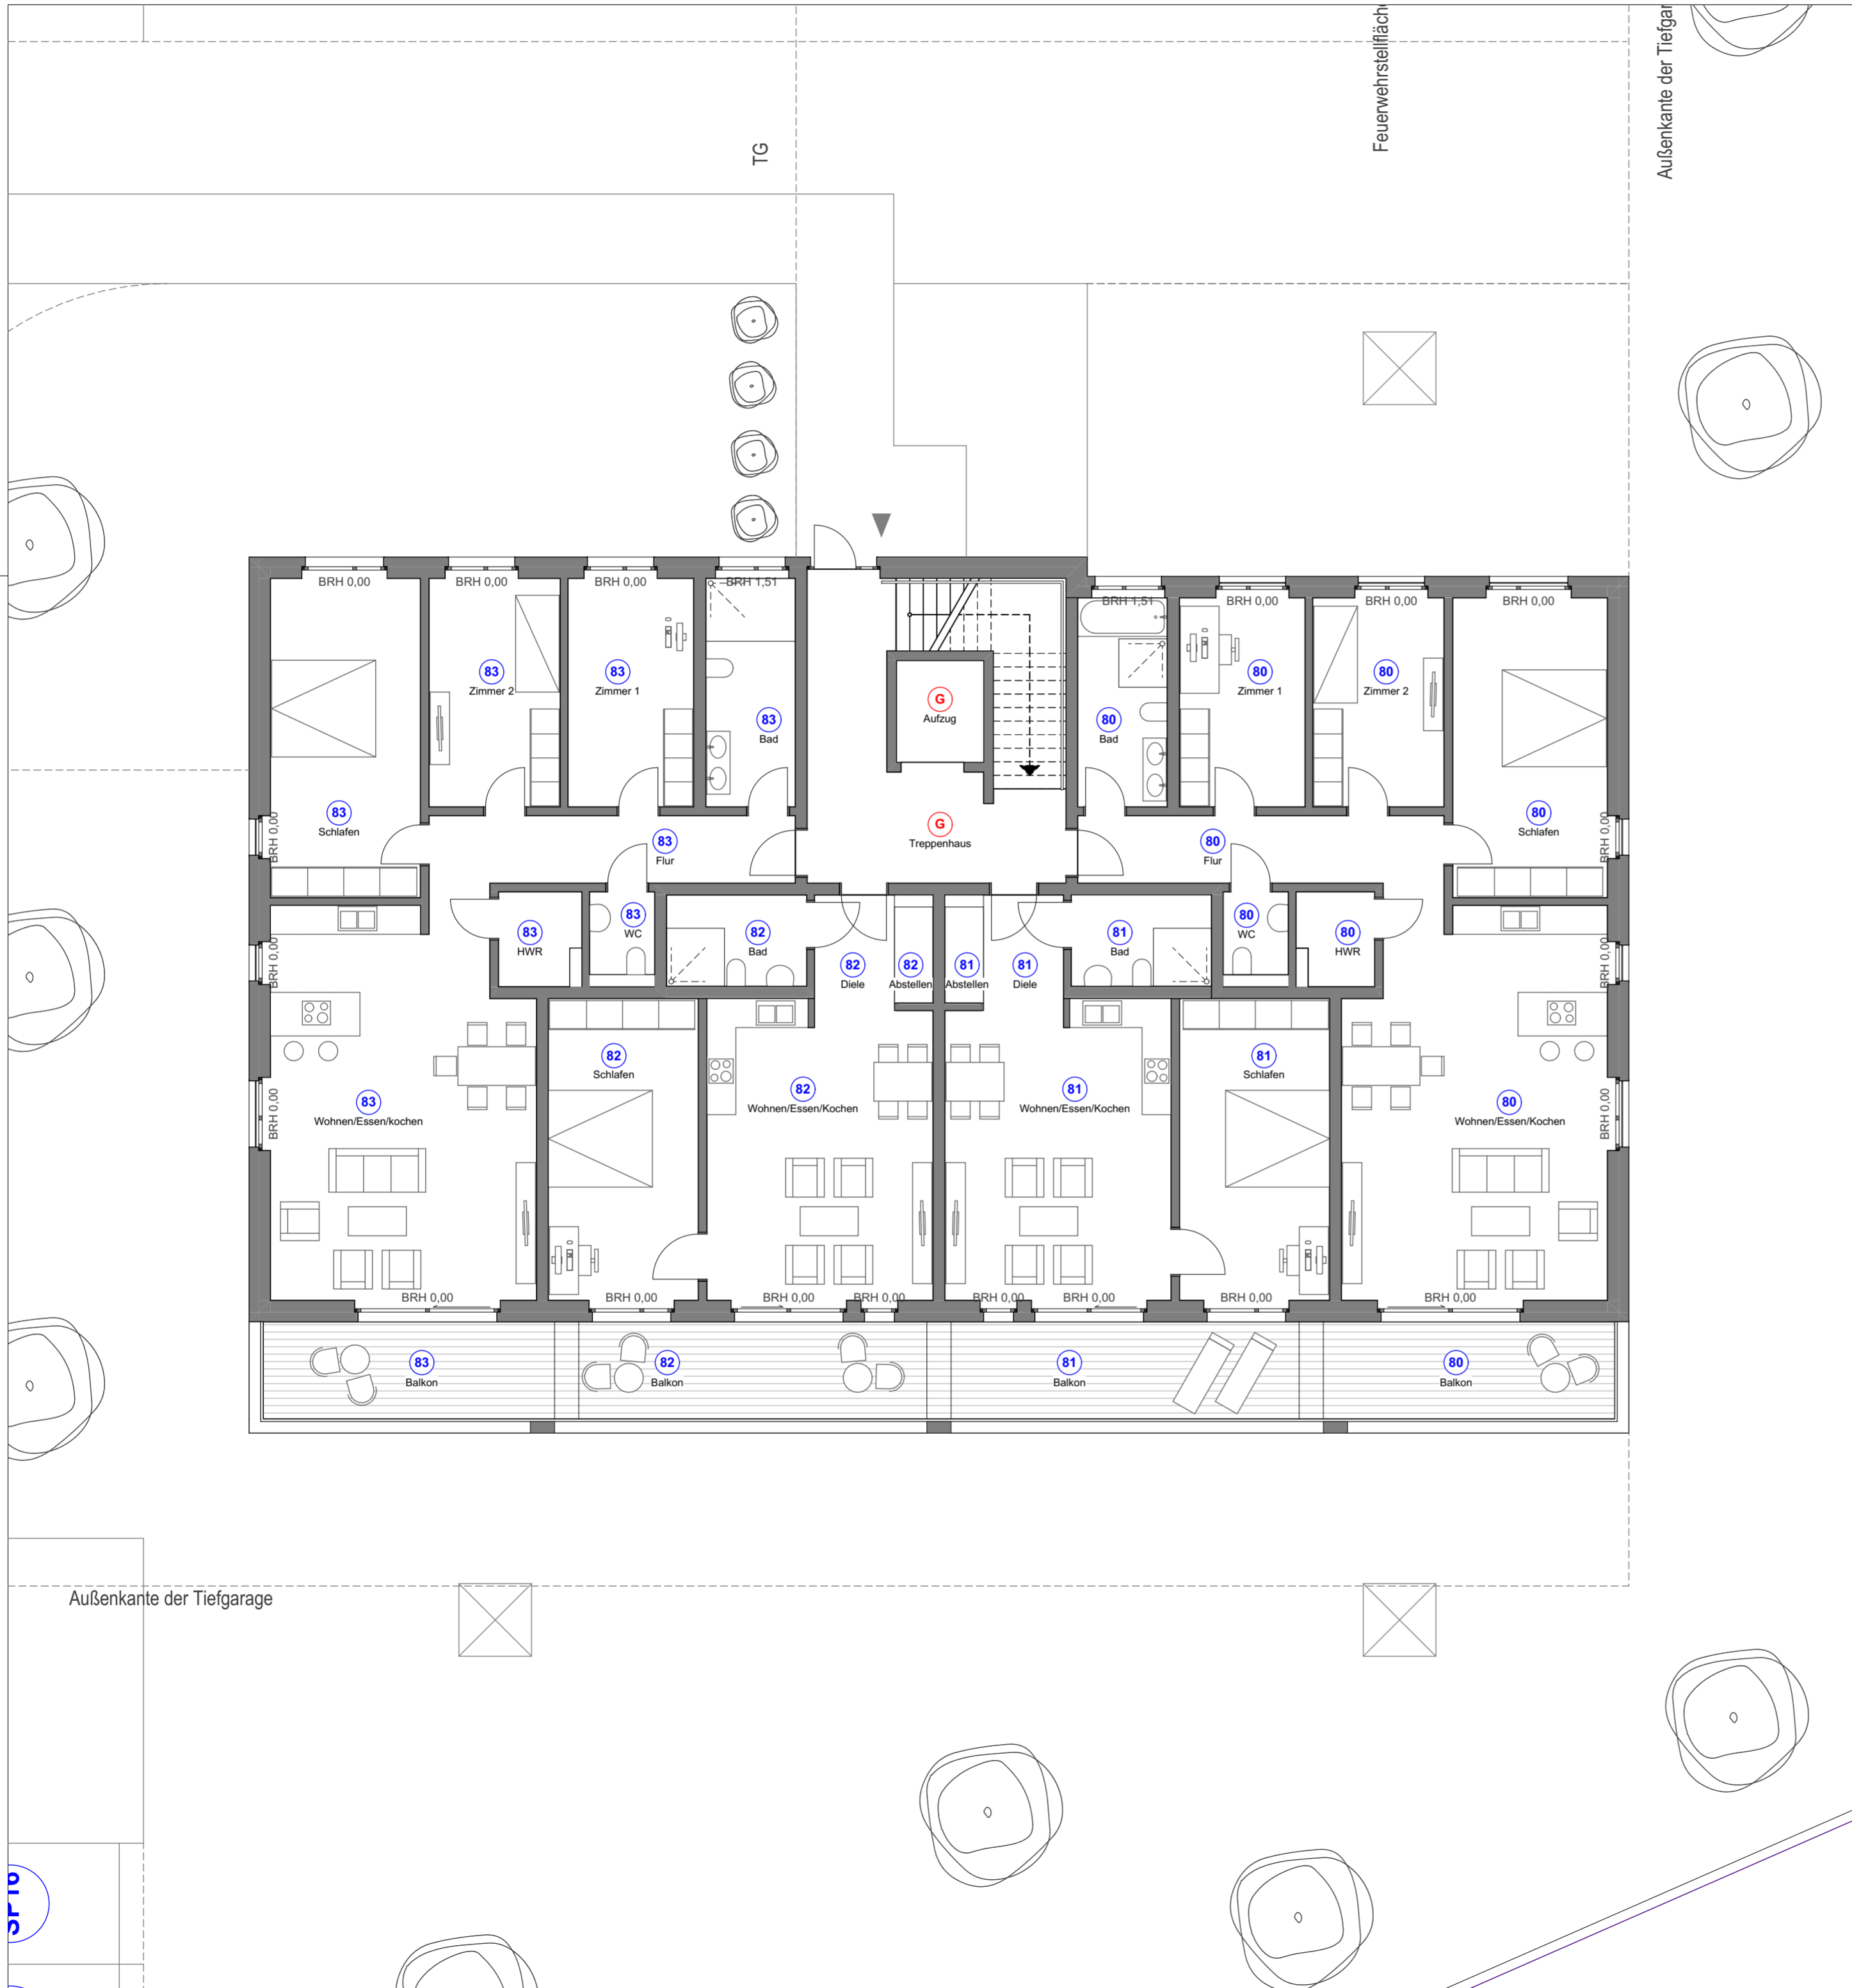 Feuerwehrstellfläche
Außenkante der Tiefgar
TG
BRH 0,00
BRH 0,00
BRH 0,00
BRH 1,51
BRH 1,51
BRH 0,00
BRH 0,00
BRH 0,00
83
Zimmer 2
83
Zimmer 1
83
Bad
G
Aufzug
80
Bad
80
Zimmer 1
80
Zimmer 2
83
Schlafen
80
Schlafen
BRH 0,00
83
Flur
G
Treppenhaus
80
Flur
BRH 0,00
83
HWR
83
WC
82
Bad
82
Diele
82
Abstellen
81
Abstellen
81
Diele
81
Bad
80
WC
80
HWR
BRH 0,00
BRH 0,00
82
Schlafen
81
Schlafen
83
Wohnen/Essen/kochen
82
Wohnen/Essen/Kochen
81
Wohnen/Essen/Kochen
80
Wohnen/Essen/Kochen
BRH 0,00
BRH 0,00
BRH 0,00
BRH 0,00
BRH 0,00
BRH 0,00
BRH 0,00
BRH 0,00
BRH 0,00
BRH 0,00
83
Balkon
82
Balkon
81
Balkon
80
Balkon
Außenkante der Tiefgarage